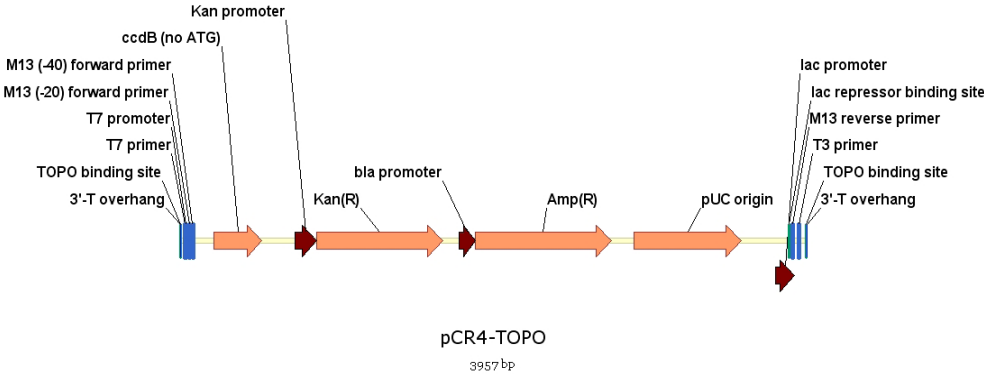 Kan promoter
ccdB (no ATG)
M13 (-40) forward primer
M13 (-20) forward primer
T7 promoter
T7 primer
TOPO binding site
3'-T overhang
bla promoter
Kan(R)
Amp(R)
pUC origin
lac promoter
lac repressor binding site
M13 reverse primer
T3 primer
TOPO binding site
3'-T overhang
pCR4-TOPO
3957 bp